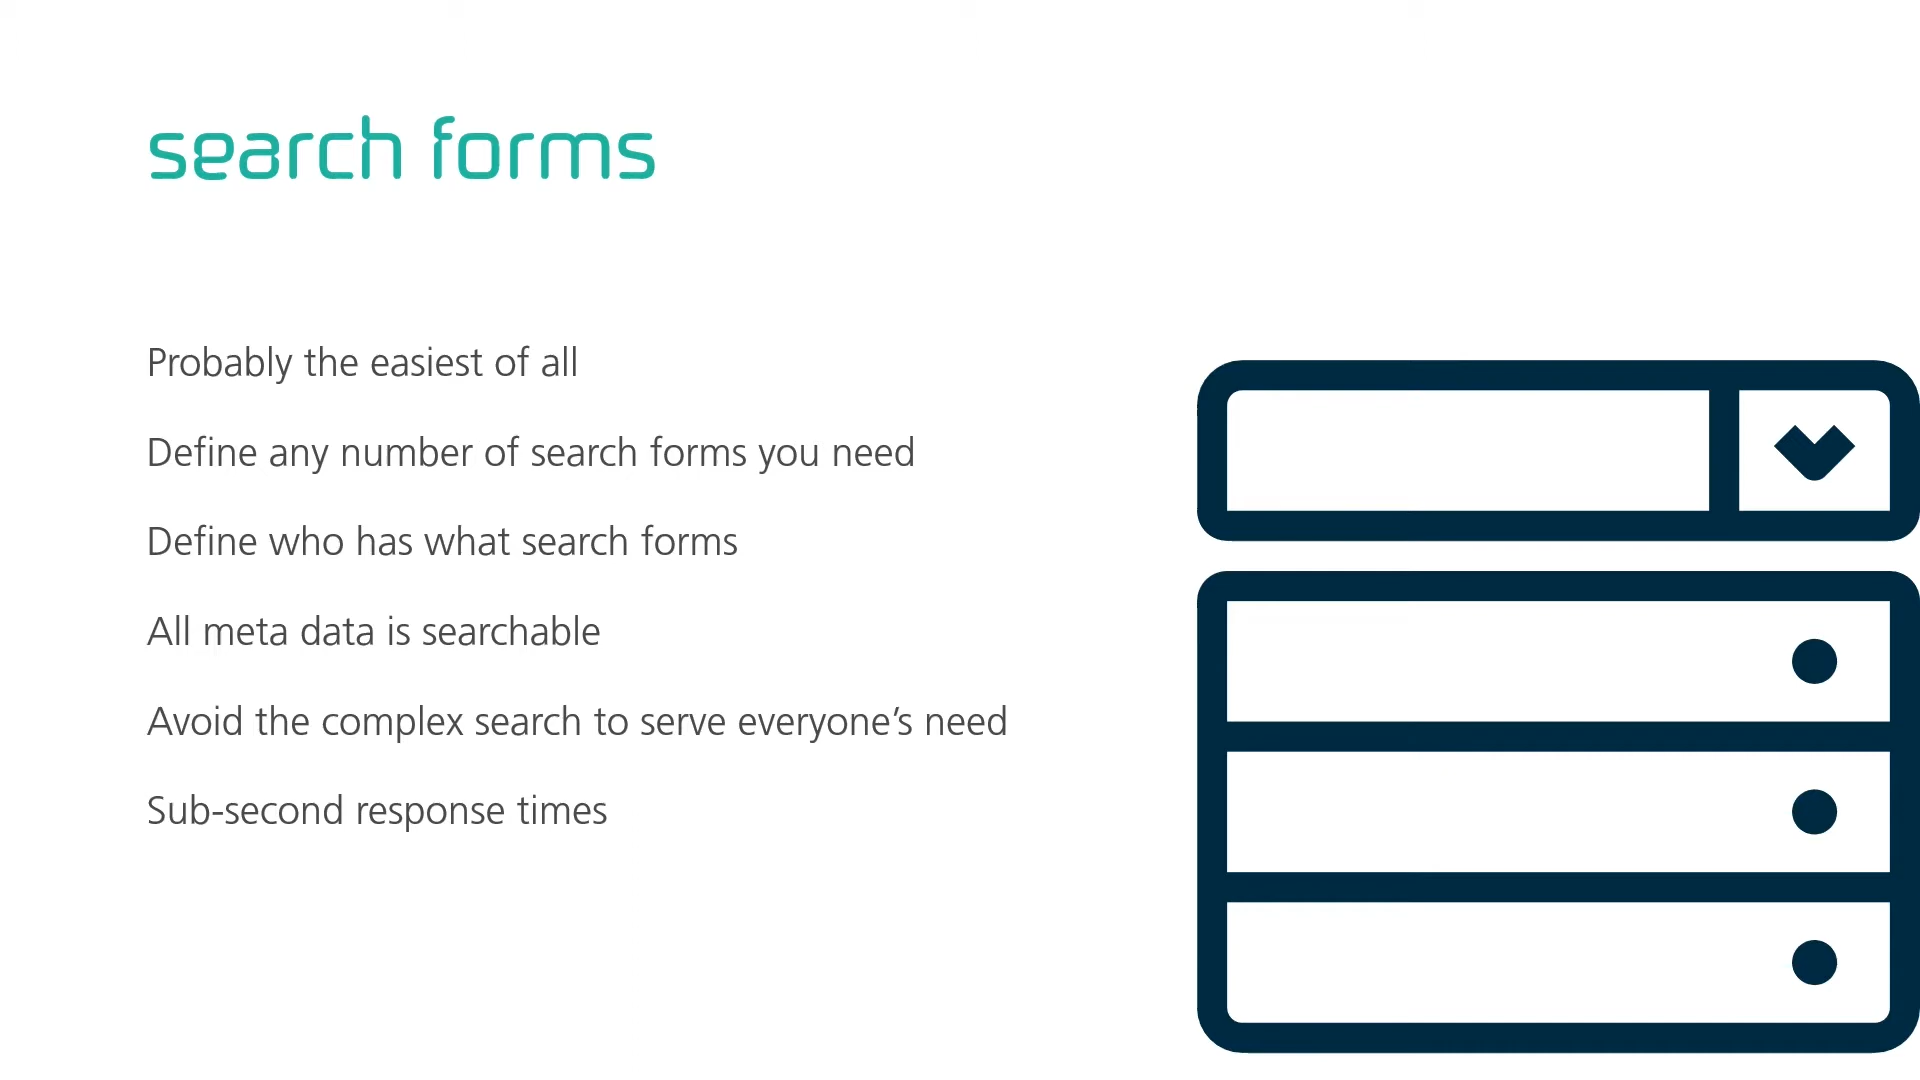 search forms
Probably the easiest of all
Define any number of search forms you need
Define who has what search forms
All meta data is searchable
Avoid the complex search to serve everyone’s need
Sub-second response times